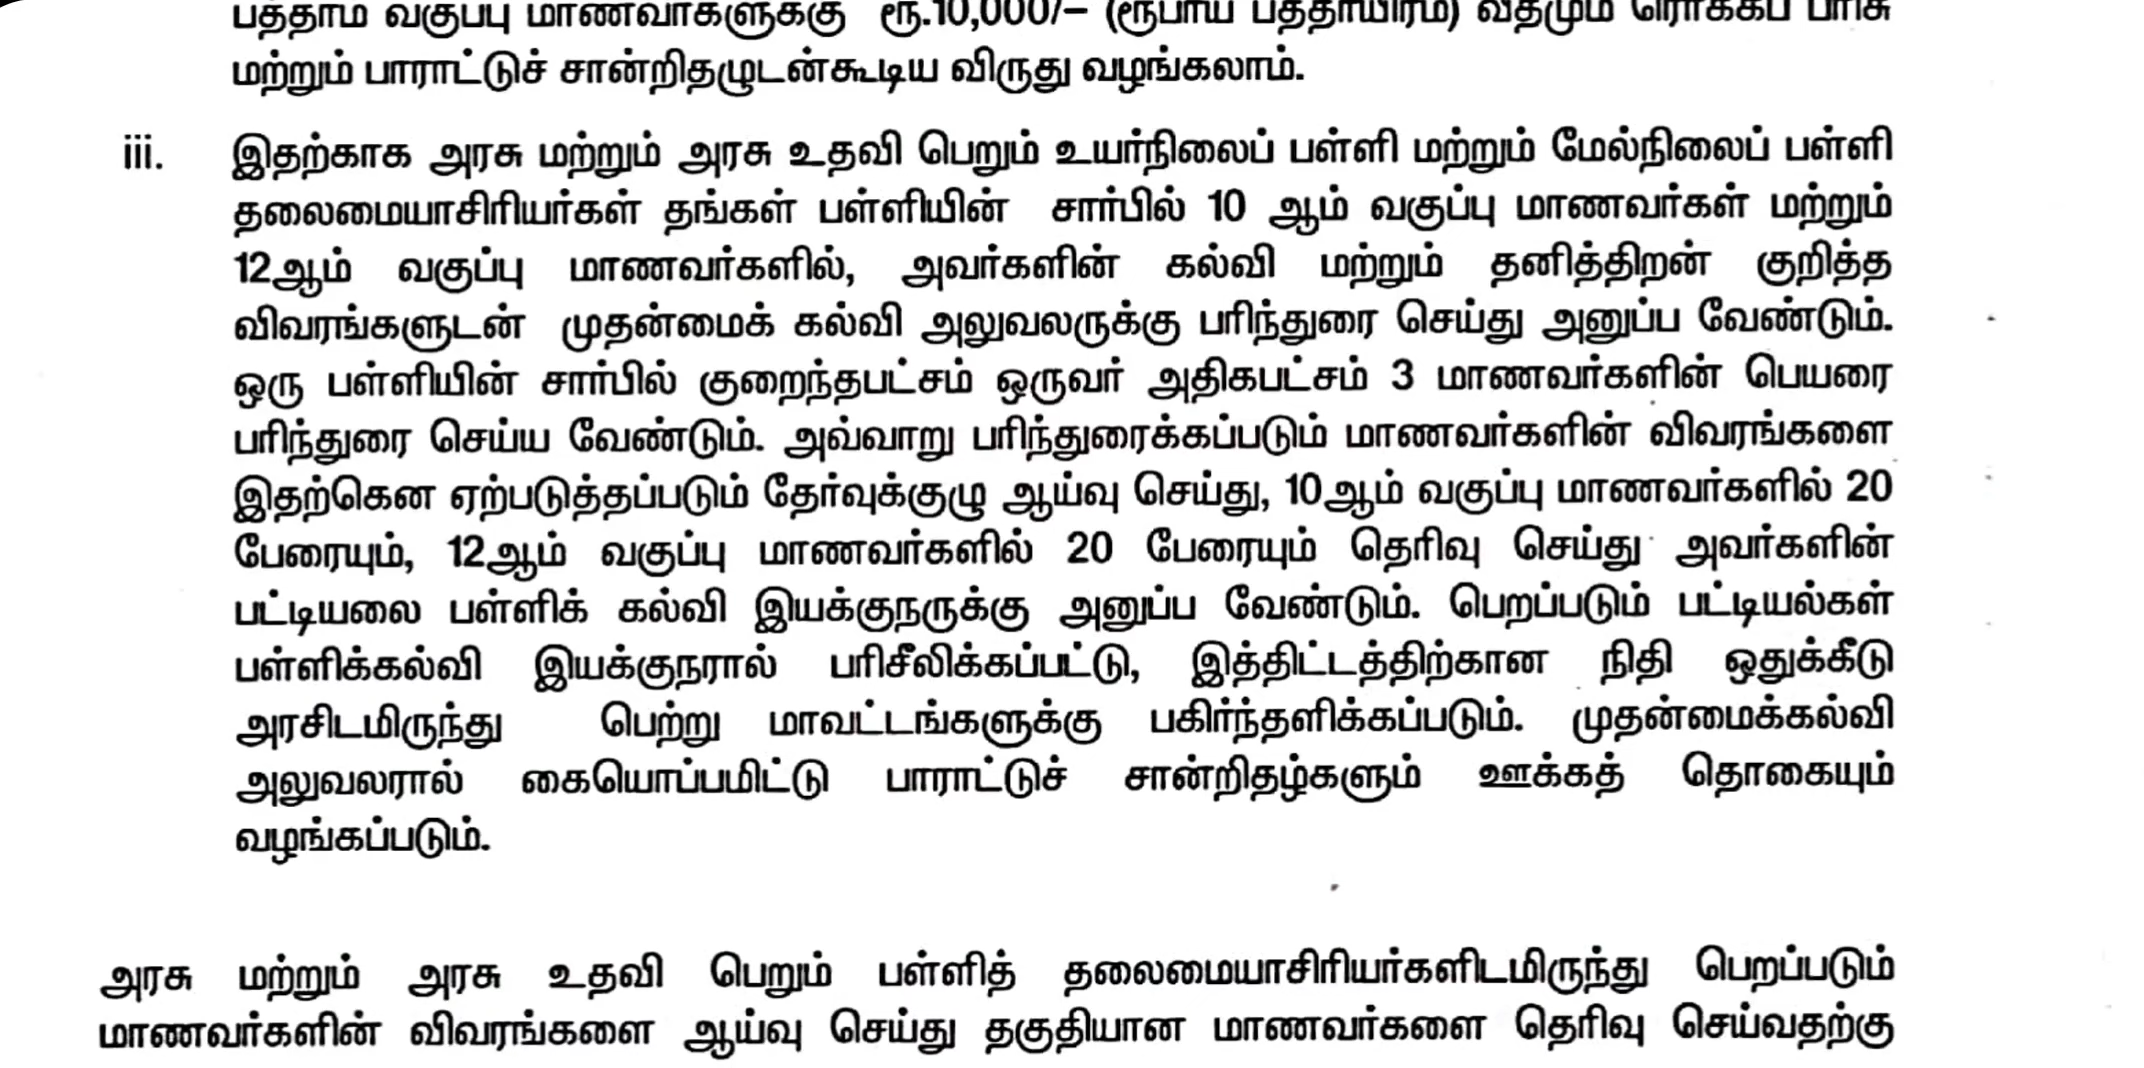 பத்தாம் வகுப்பு மாணவர்களுக்கு ரூ.10,000/– (ரூபாய் பத்தாயிரம்) வீதமும் ரொக்கப் பரிசு
மற்றும் பாராட்டுச் சான்றிதழுடன்கூடிய விருது வழங்கலாம்.
iii. இதற்காக அரசு மற்றும் அரசு உதவி பெறும் உயர்நிலைப் பள்ளி மற்றும் மேல்நிலைப் பள்ளி
தலைமையாசிரியர்கள் தங்கள் பள்ளியின் சார்பில் 10 ஆம் வகுப்பு மாணவர்கள் மற்றும்
12ஆம் வகுப்பு மாணவர்களில், அவர்களின் கல்வி மற்றும் தனித்திறன் குறித்த
விவரங்களுடன் முதன்மைக் கல்வி அலுவலருக்கு பரிந்துரை செய்து அனுப்ப வேண்டும்.
ஒரு பள்ளியின் சார்பில் குறைந்தபட்சம் ஒருவர் அதிகபட்சம் 3 மாணவர்களின் பெயரை
பரிந்துரை செய்ய வேண்டும். அவ்வாறு பரிந்துரைக்கப்படும் மாணவர்களின் விவரங்களை
இதற்கென ஏற்படுத்தப்படும் தேர்வுக்குழு ஆய்வு செய்து, 10ஆம் வகுப்பு மாணவர்களில் 20
பேரையும், 12ஆம் வகுப்பு மாணவர்களில் 20 பேரையும் தெரிவு செய்து அவர்களின்
பட்டியலை பள்ளிக் கல்வி இயக்குநருக்கு அனுப்ப வேண்டும். பெறப்படும் பட்டியல்கள்
பள்ளிக்கல்வி இயக்குநரால் பரிசீலிக்கப்பட்டு, இத்திட்டத்திற்கான நிதி ஒதுக்கீடு
அரசிடமிருந்து பெற்று மாவட்டங்களுக்கு பகிர்ந்தளிக்கப்படும். முதன்மைக்கல்வி
அலுவலரால் கையொப்பமிட்டு பாராட்டுச் சான்றிதழ்களும் ஊக்கத் தொகையும்
வழங்கப்படும்.
அரசு மற்றும் அரசு உதவி பெறும் பள்ளித் தலைமையாசிரியர்களிடமிருந்து பெறப்படும்
மாணவர்களின் விவரங்களை ஆய்வு செய்து தகுதியான மாணவர்களை தெரிவு செய்வதற்கு